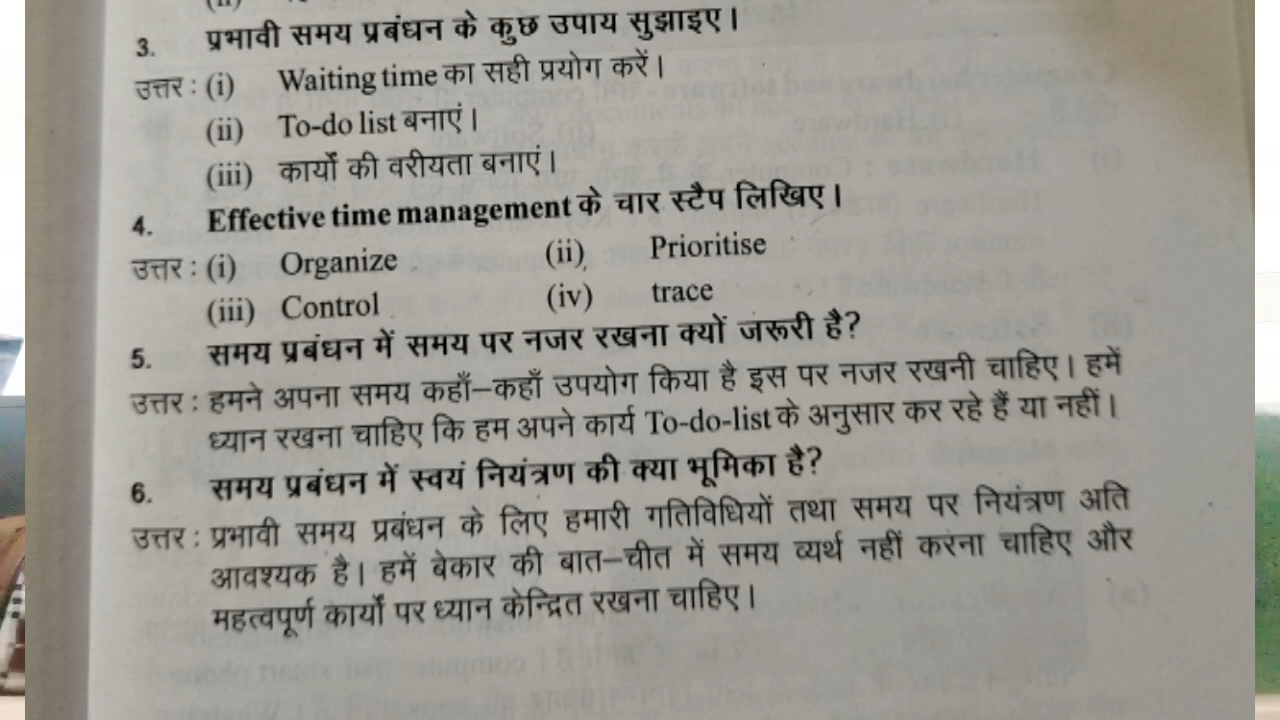 3. प्रभावी समय प्रबंधन के कुछ उपाय सुझाइए।
उत्तर : (i) Waiting time का सही प्रयोग करें।
(ii) To-do list बनाएं।
(iii) कार्यो की वरीयता बनाएं।
4. Effective time management के चार स्टैप लिखिए।
उत्तर : (i) Organize (ii) Prioritise
(iii) Control (iv) trace
5. समय प्रबंधन में समय पर नजर रखना क्यों जरूरी है?
उत्तर : हमने अपना समय कहाँ–कहाँ उपयोग किया है इस पर नजर रखनी चाहिए। हमें
ध्यान रखना चाहिए कि हम अपने कार्य To-do-list के अनुसार कर रहे हैं या नहीं।
6. समय प्रबंधन में स्वयं नियंत्रण की क्या भूमिका है?
उत्तर : प्रभावी समय प्रबंधन के लिए हमारी गतिविधियों तथा समय पर नियंत्रण अति
आवश्यक है। हमें बेकार की बात–चीत में समय व्यर्थ नहीं करना चाहिए और
महत्वपूर्ण कार्यों पर ध्यान केन्द्रित रखना चाहिए।